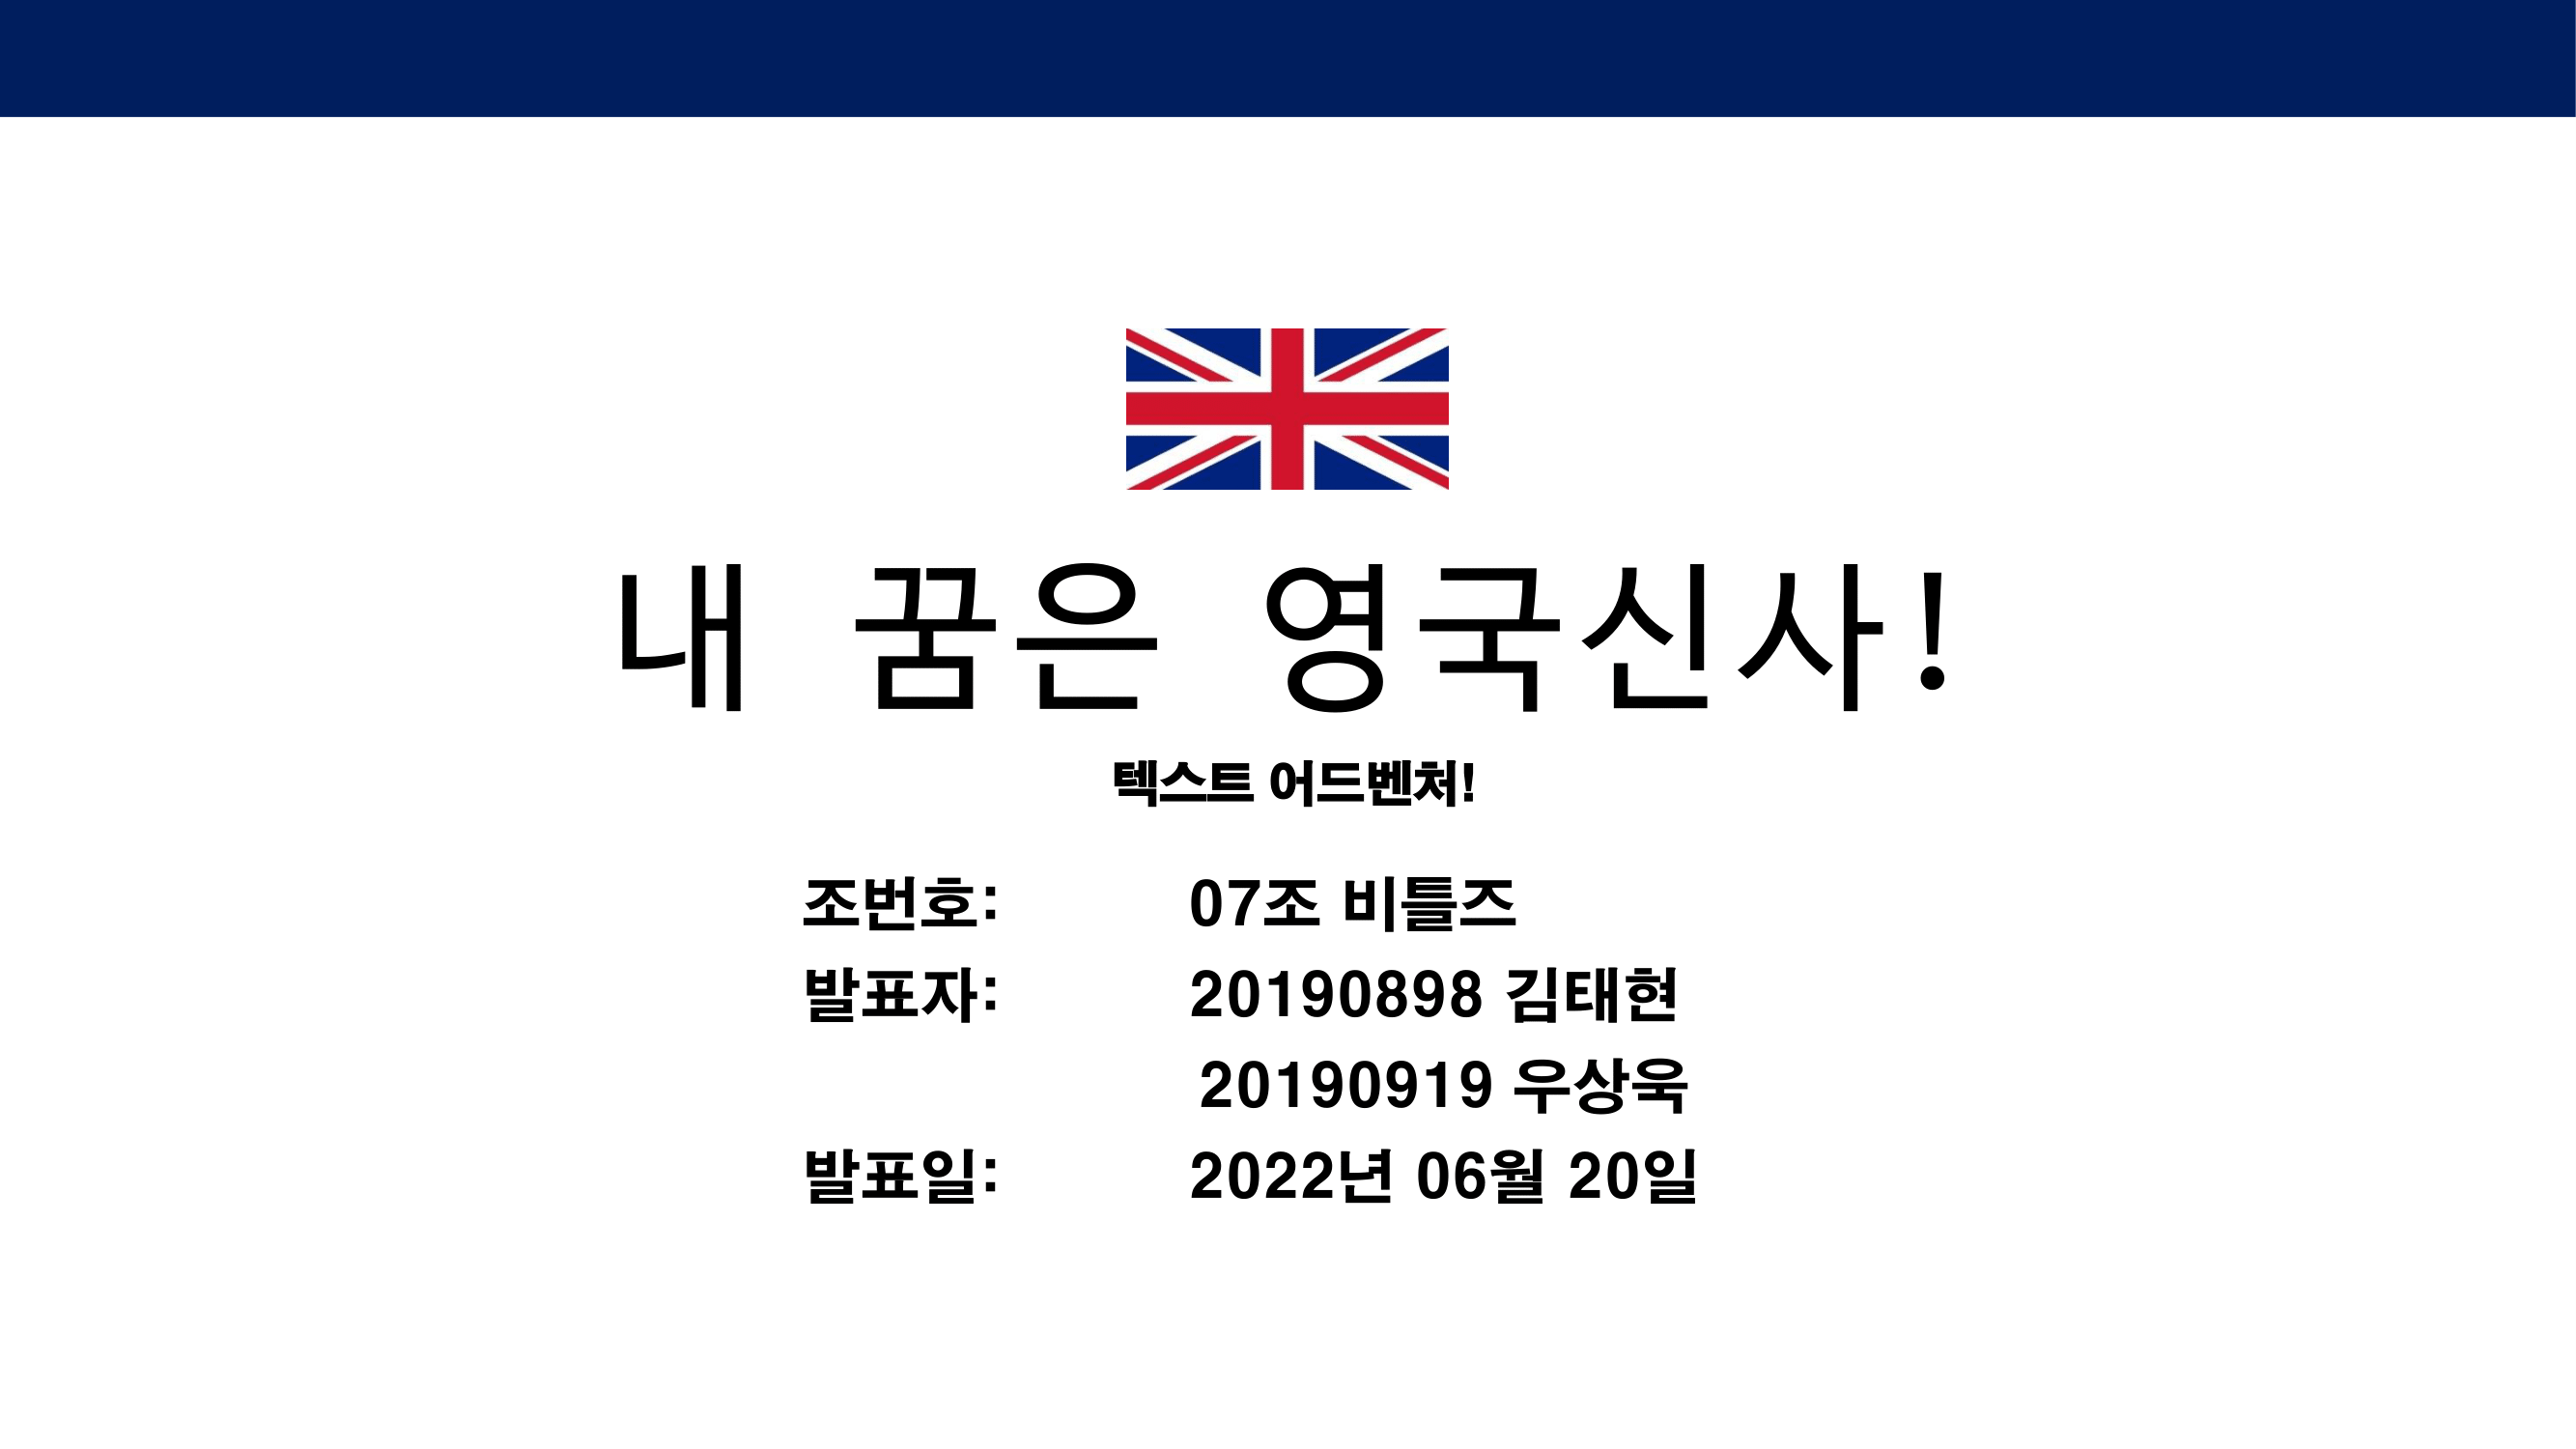 내 꿈은 영국신사!
텍스트 어드벤처!
조번호: 07조 비틀즈
발표자: 20190898 김태현
20190919 우상욱
발표일: 2022년 06월 20일